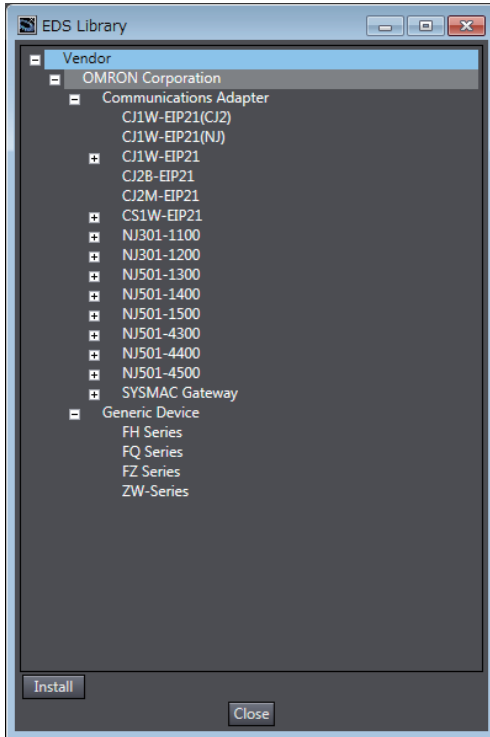 EDS Library
Vendor
OMRON Corporation
Communications Adapter
CJ1W-EIP21(CJ2)
CJ1W-EIP21(NJ)
CJ1W-EIP21
CJ2B-EIP21
CJ2M-EIP21
CS1W-EIP21
NJ301-1100
NJ301-1200
NJ501-1300
NJ501-1400
NJ501-1500
NJ501-4300
NJ501-4400
NJ501-4500
SYSMAC Gateway
Generic Device
FH Series
FQ Series
FZ Series
ZW-Series
Install
Close